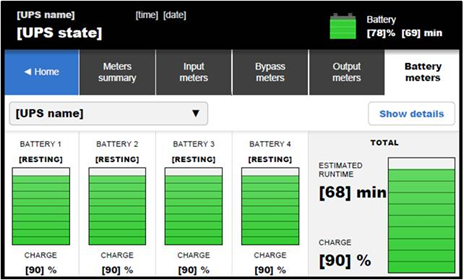 [UPS name]
[time] [date]
[UPS state]
Battery
[78]% [69] min
◄ Home
Meters
summary
Input
meters
Bypass
meters
Output
meters
Battery
meters
[UPS name] ▼
Show details
BATTERY 1
[RESTING]
CHARGE
[90] %
BATTERY 2
[RESTING]
CHARGE
[90] %
BATTERY 3
[RESTING]
CHARGE
[90] %
BATTERY 4
[RESTING]
CHARGE
[90] %
TOTAL
ESTIMATED
RUNTIME
[68] min
CHARGE
[90] %